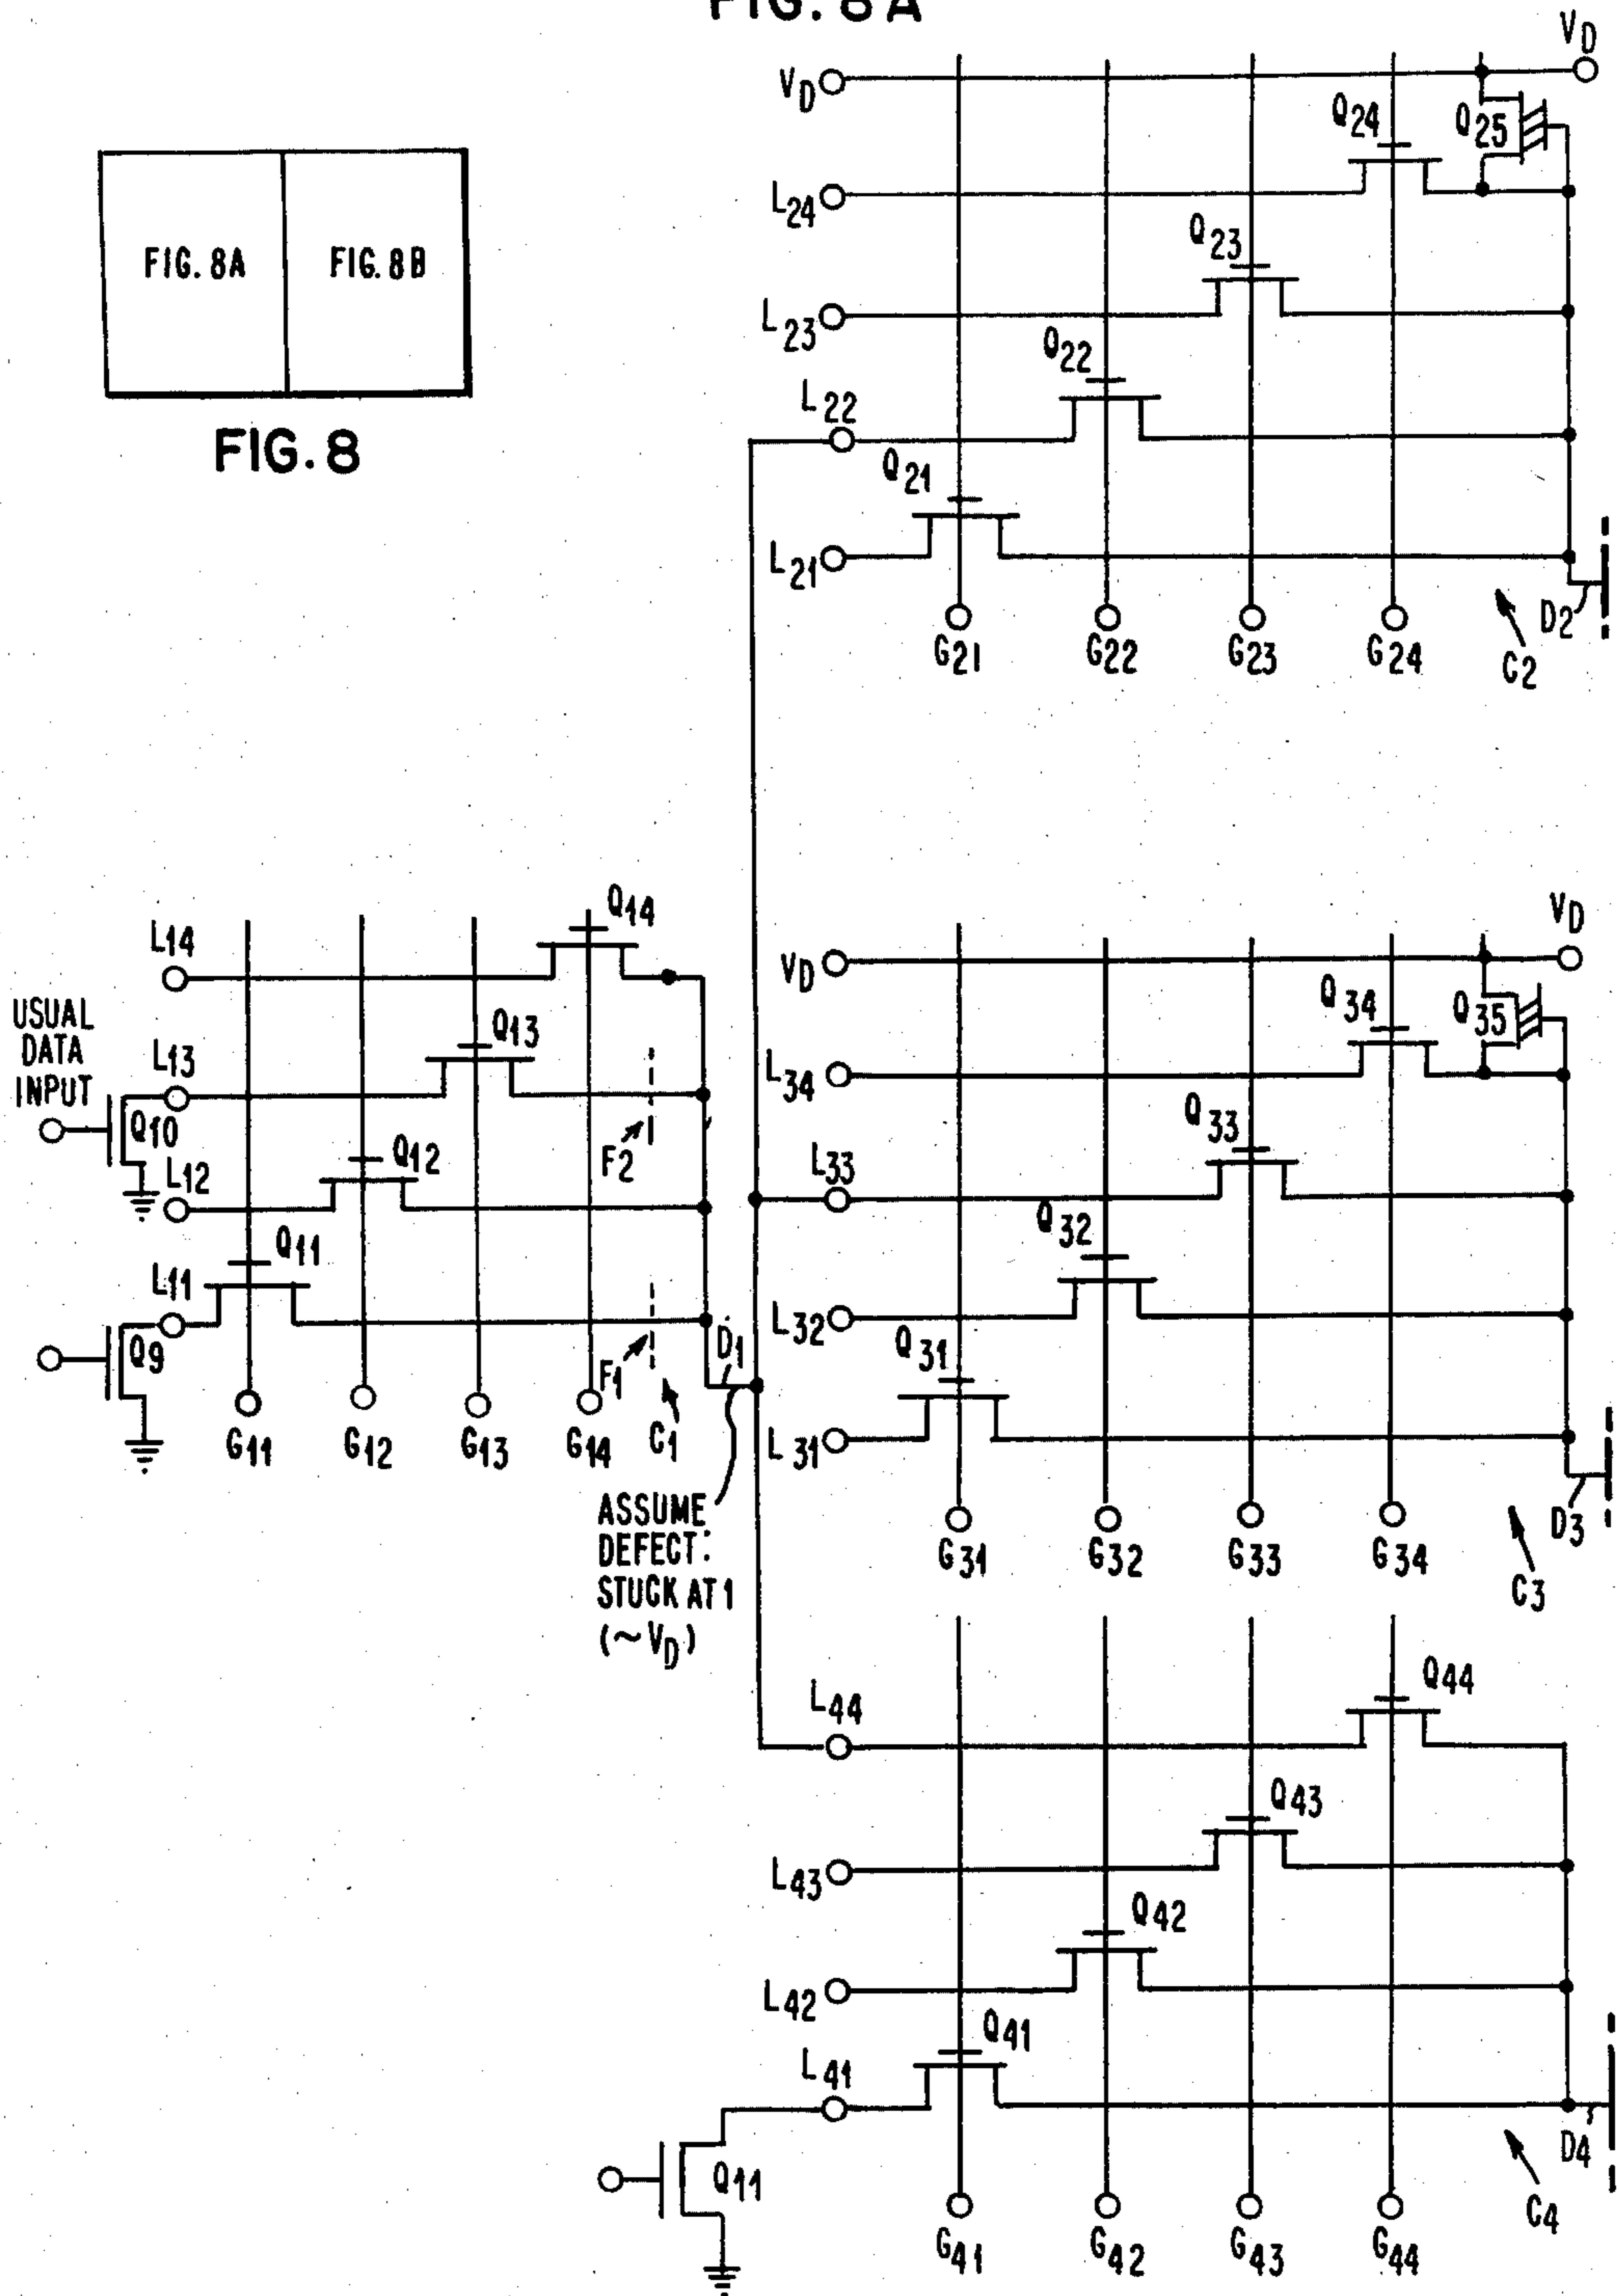 FIG. 8A
FIG. 8A
FIG. 8B
FIG. 8
VD
VD
Q24
Q25
L24
Q23
L23
Q22
L22
Q21
L21
G21
G22
G23
G24
C2
D2
L14
Q14
USUAL
DATA
INPUT
L13
Q13
Q10
L12
Q12
F2
L11
Q11
Q9
F1
C1
D1
G11
G12
G13
G14
ASSUME
DEFECT:
STUCK AT 1
(~VD)
VD
VD
Q34
Q35
L34
Q33
L33
Q32
L32
Q31
L31
G31
G32
G33
G34
C3
D3
L44
Q44
Q43
L43
Q42
L42
Q41
L41
Q11
G41
G42
G43
G44
C4
D4